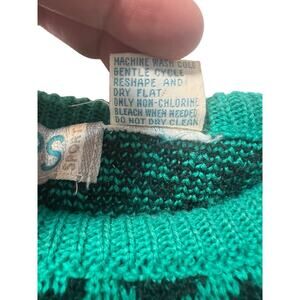 MACHINE WASH COLD
GENTLE CYCLE
RESHAPE AND
DRY FLAT
ONLY NON-CHLORINE
BLEACH WHEN NEEDED
DO NOT DRY CLEAN
SPORT